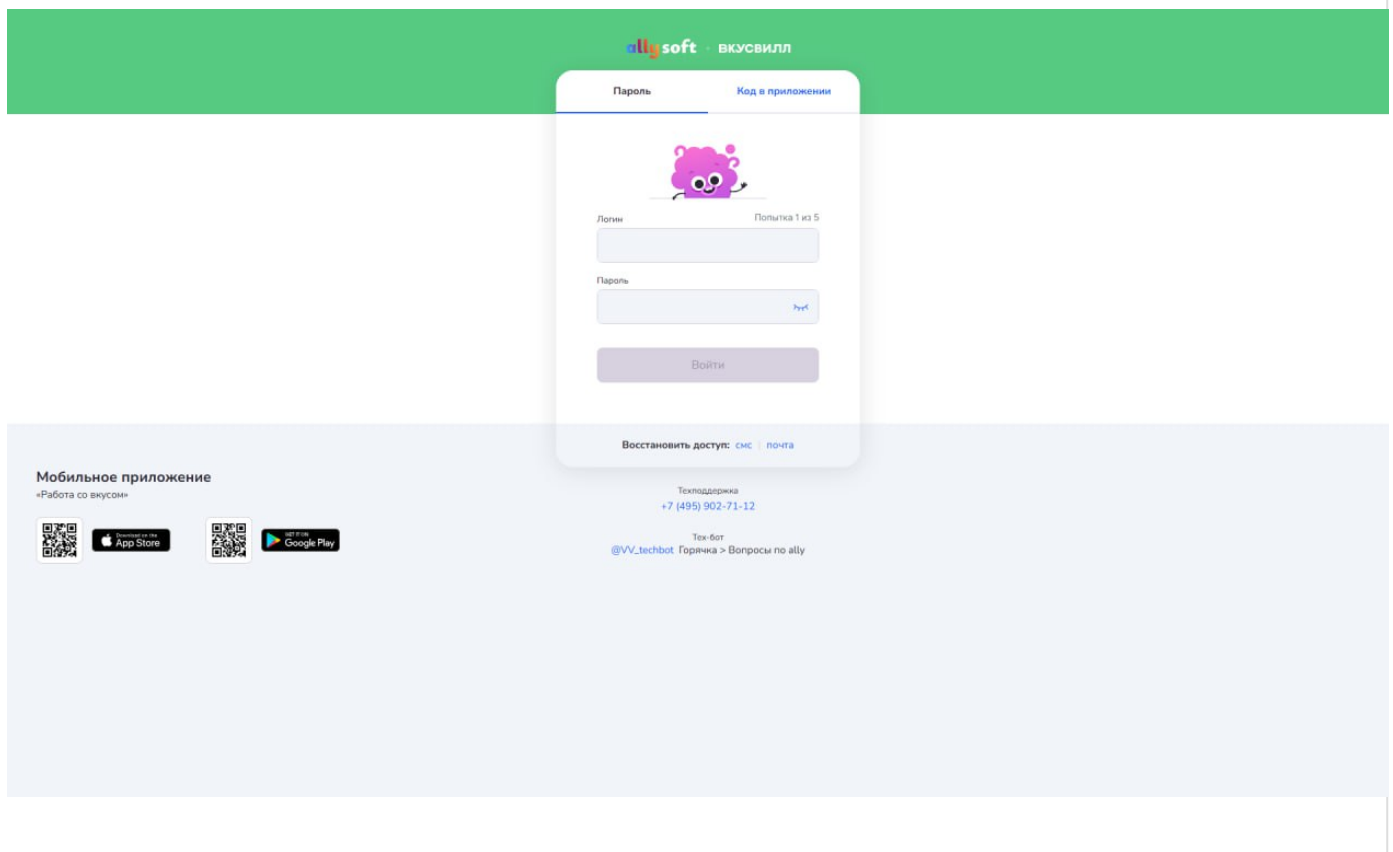 allysoft · ВКУСВИЛЛ
Пароль
Код в приложении
Логин
Попытка 1 из 5
Пароль
Войти
Восстановить доступ: смс | почта
Мобильное приложение
«Работа со вкусом»
Download on the
App Store
GET IT ON
Google Play
Техподдержка
+7 (495) 902-71-12
Тех-бот
@VV_techbot Горячка > Вопросы по ally